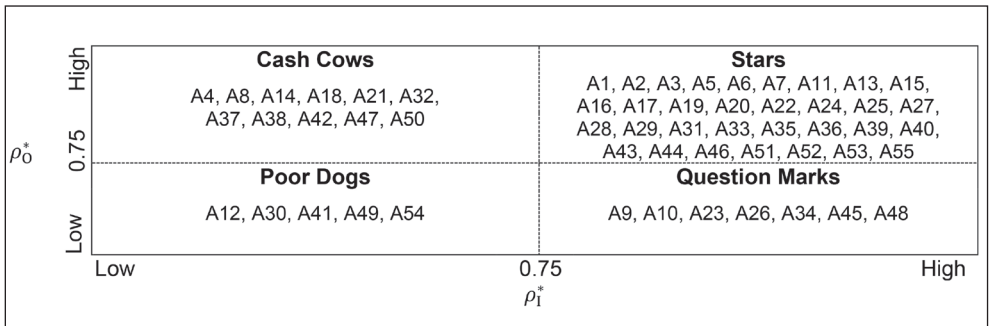 High
0.75
Low
ρ*O
Cash Cows
A4, A8, A14, A18, A21, A32,
A37, A38, A42, A47, A50
Stars
A1, A2, A3, A5, A6, A7, A11, A13, A15,
A16, A17, A19, A20, A22, A24, A25, A27,
A28, A29, A31, A33, A35, A36, A39, A40,
A43, A44, A46, A51, A52, A53, A55
Poor Dogs
A12, A30, A41, A49, A54
Question Marks
A9, A10, A23, A26, A34, A45, A48
Low
0.75
High
ρ*I